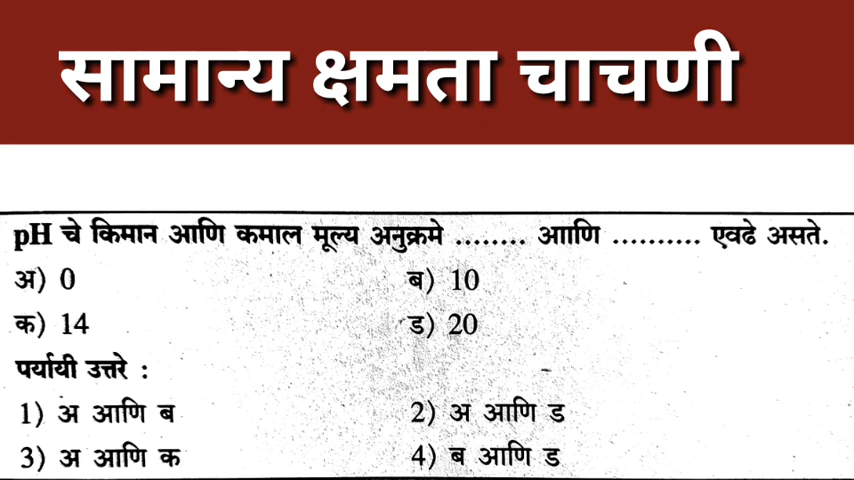 सामान्य क्षमता चाचणी
pH चे किमान आणि कमाल मूल्य अनुक्रमे ........ आाणि .......... एवढे असते.
अ) 0 ब) 10
क) 14 ड) 20
पर्यायी उत्तरे :
1) अ आणि ब 2) अ आणि ड
3) अ आणि क 4) ब आणि ड